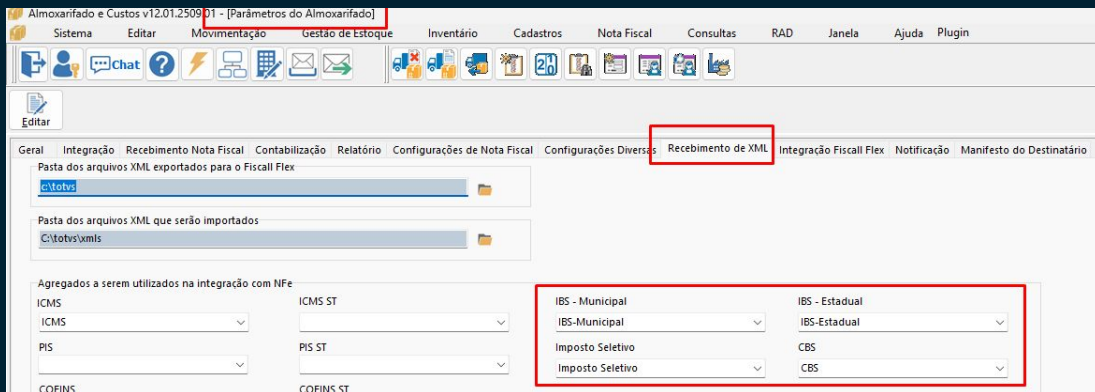 Almoxarifado e Custos v12.01.2509.01 - [Parâmetros do Almoxarifado]
Sistema Editar Movimentação Gestão de Estoque Inventário Cadastros Nota Fiscal Consultas RAD Janela Ajuda Plugin
Chat
Editar
Geral Integração Recebimento Nota Fiscal Contabilização Relatório Configurações de Nota Fiscal Configurações Diversas Recebimento de XML Integração Fiscall Flex Notificação Manifesto do Destinatário
Pasta dos arquivos XML exportados para o Fiscall Flex
c:\totvs
Pasta dos arquivos XML que serão importados
C:\totvs\xmls
Agregados a serem utilizados na integração com NFe
ICMS ICMS ST IBS - Municipal IBS - Estadual
ICMS IBS-Municipal IBS-Estadual
PIS PIS ST Imposto Seletivo CBS
Imposto Seletivo CBS
COFINS COFINS ST